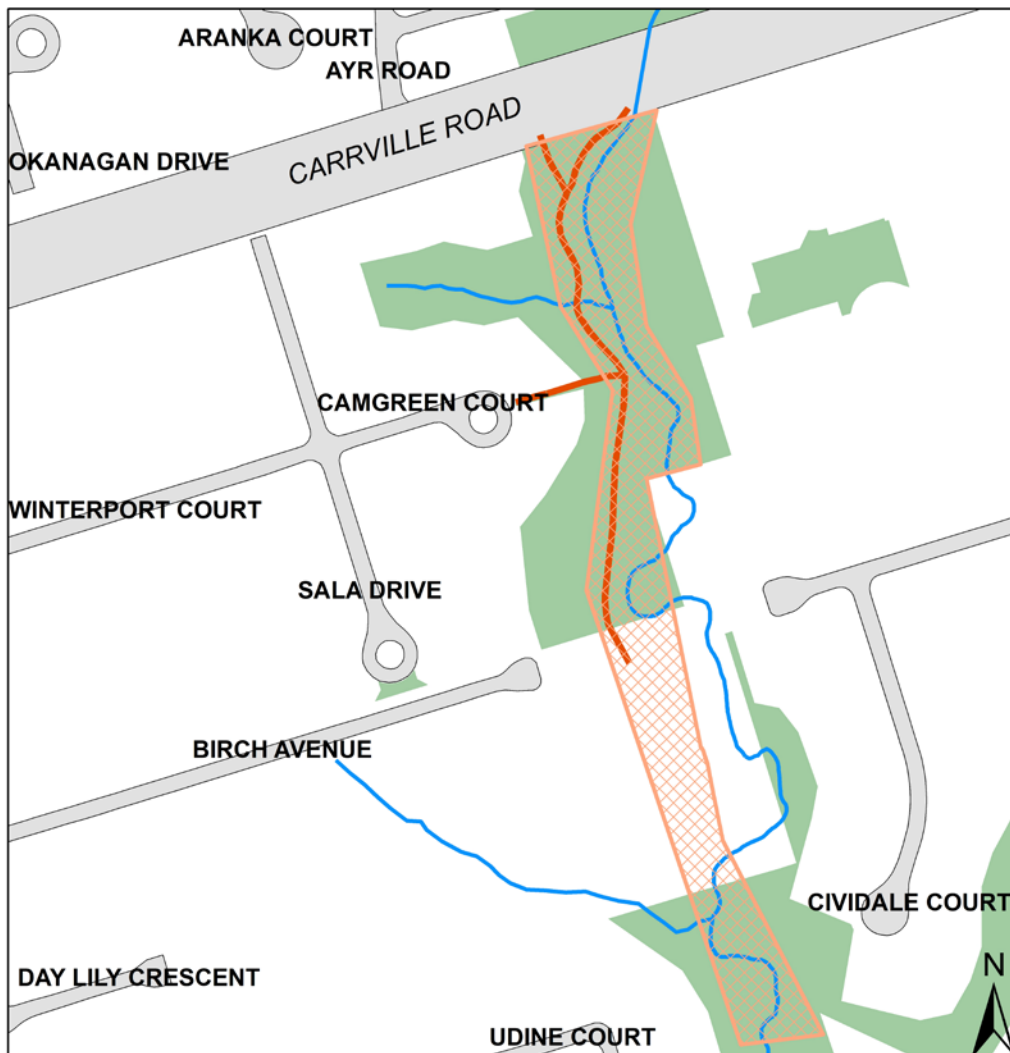 ARANKA COURT
AYR ROAD
CARRVILLE ROAD
OKANAGAN DRIVE
CAMGREEN COURT
WINTERPORT COURT
SALA DRIVE
BIRCH AVENUE
CIVIDALE COURT
N
DAY LILY CRESCENT
UDINE COURT